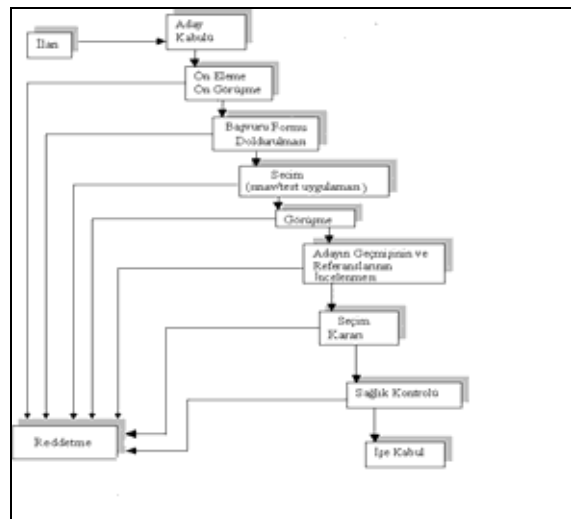 İlan
Aday
Kabulü
Ön Eleme
Ön Görüşme
Başvuru Formu
Doldurulması
Seçim
(sınav/test uygulaması )
Görüşme
Adayın Geçmişinin ve
Referanslarının
İncelenmesi
Seçim
Kararı
Sağlık Kontrolü
Reddetme
İşe Kabul